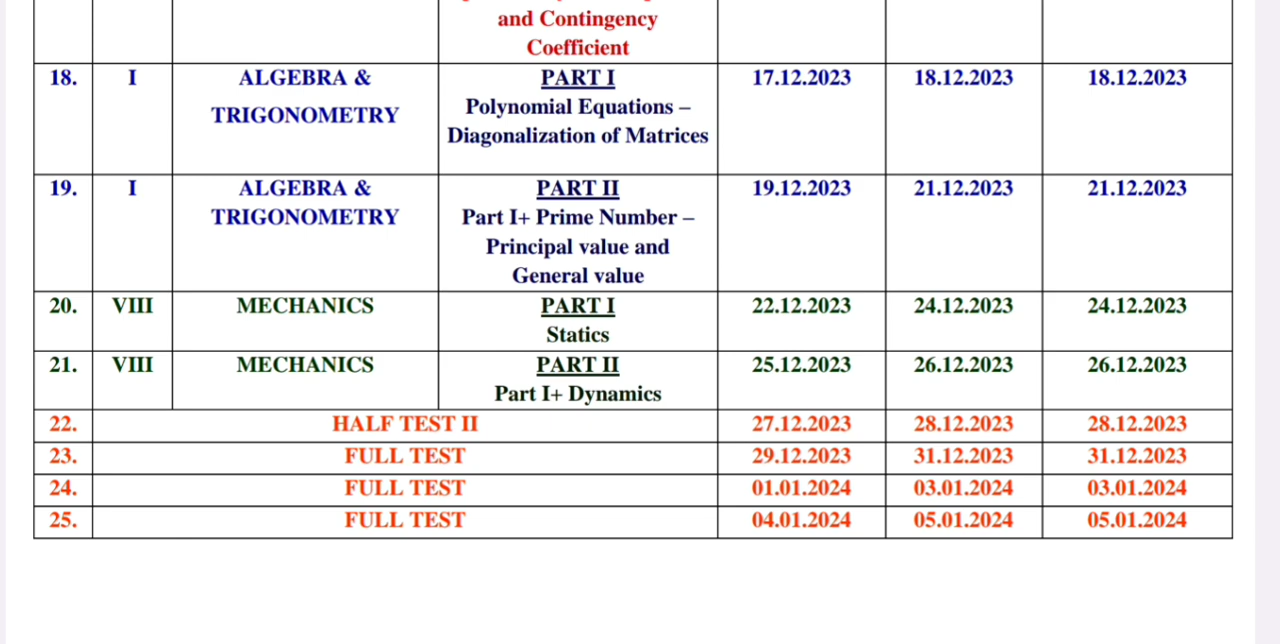 and Contingency
Coefficient
18. I ALGEBRA & PART I 17.12.2023 18.12.2023 18.12.2023
TRIGONOMETRY Polynomial Equations –
Diagonalization of Matrices
19. I ALGEBRA & PART II 19.12.2023 21.12.2023 21.12.2023
TRIGONOMETRY Part I+ Prime Number –
Principal value and
General value
20. VIII MECHANICS PART I 22.12.2023 24.12.2023 24.12.2023
Statics
21. VIII MECHANICS PART II 25.12.2023 26.12.2023 26.12.2023
Part I+ Dynamics
22. HALF TEST II 27.12.2023 28.12.2023 28.12.2023
23. FULL TEST 29.12.2023 31.12.2023 31.12.2023
24. FULL TEST 01.01.2024 03.01.2024 03.01.2024
25. FULL TEST 04.01.2024 05.01.2024 05.01.2024